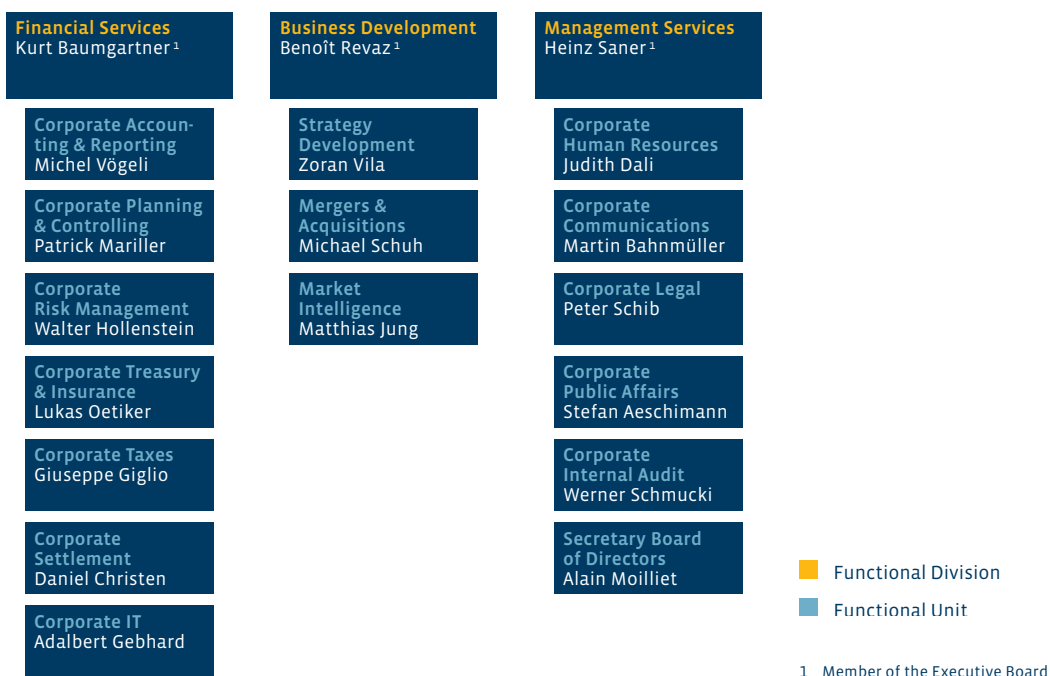 Financial Services
Kurt Baumgartner ¹
Corporate Accoun-
ting & Reporting
Michel Vögeli
Corporate Planning
& Controlling
Patrick Mariller
Corporate
Risk Management
Walter Hollenstein
Corporate Treasury
& Insurance
Lukas Oetiker
Corporate Taxes
Giuseppe Giglio
Corporate
Settlement
Daniel Christen
Corporate IT
Adalbert Gebhard
Business Development
Benoît Revaz ¹
Strategy
Development
Zoran Vila
Mergers &
Acquisitions
Michael Schuh
Market
Intelligence
Matthias Jung
Management Services
Heinz Saner ¹
Corporate
Human Resources
Judith Dali
Corporate
Communications
Martin Bahnmüller
Corporate Legal
Peter Schib
Corporate
Public Affairs
Stefan Aeschimann
Corporate
Internal Audit
Werner Schmucki
Secretary Board
of Directors
Alain Moilliet
Functional Division
Functional Unit
1 Member of the Executive Board